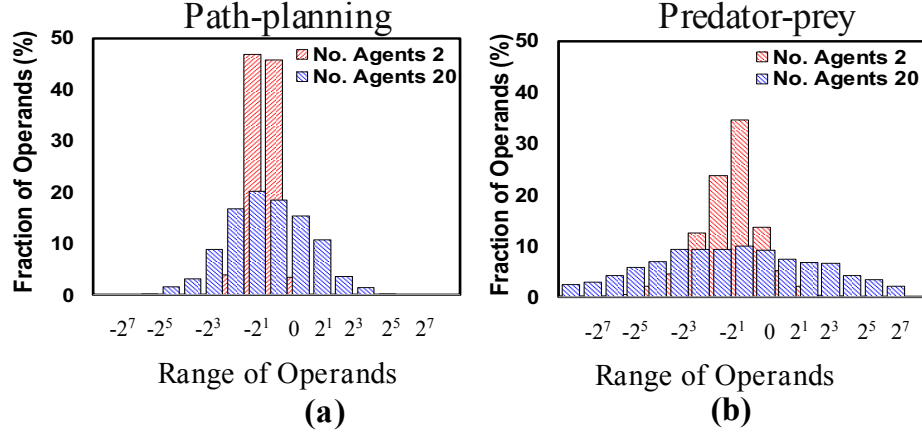 Path-planning
Fraction of Operands (%)
50
40
30
20
10
0
No. Agents 2
No. Agents 20
-2⁷ -2⁵ -2³ -2¹ 0 2¹ 2³ 2⁵ 2⁷
Range of Operands
(a)
Predator-prey
Fraction of Operands (%)
50
40
30
20
10
0
No. Agents 2
No. Agents 20
-2⁷ -2⁵ -2³ -2¹ 0 2¹ 2³ 2⁵ 2⁷
Range of Operands
(b)